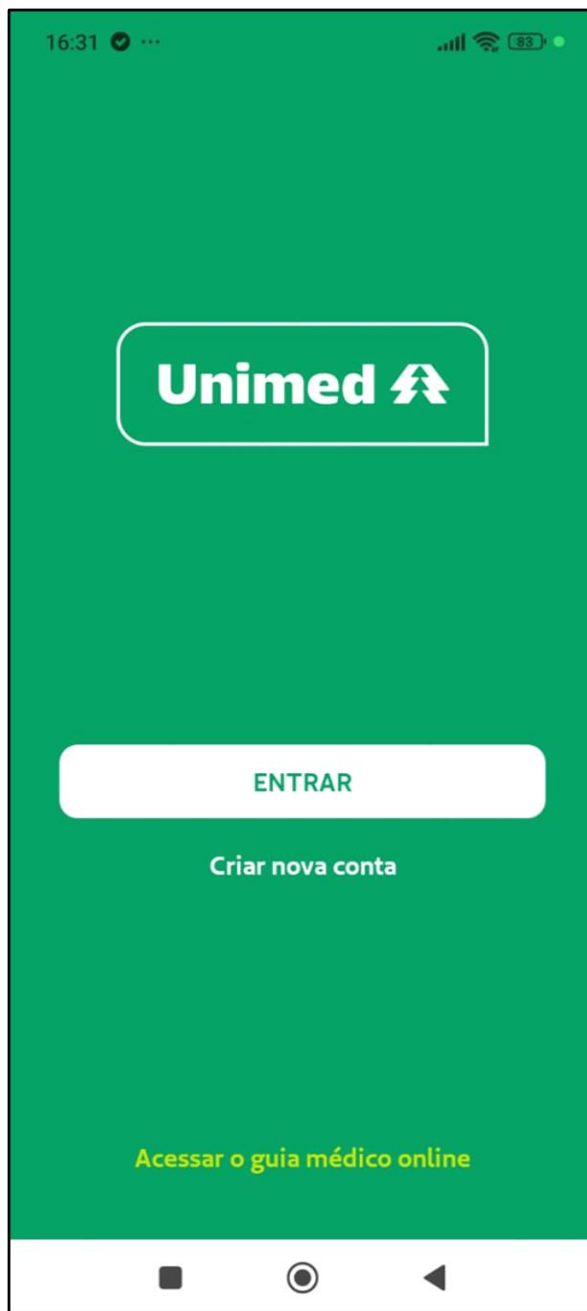 16:31
83
Unimed
ENTRAR
Criar nova conta
Acessar o guia médico online